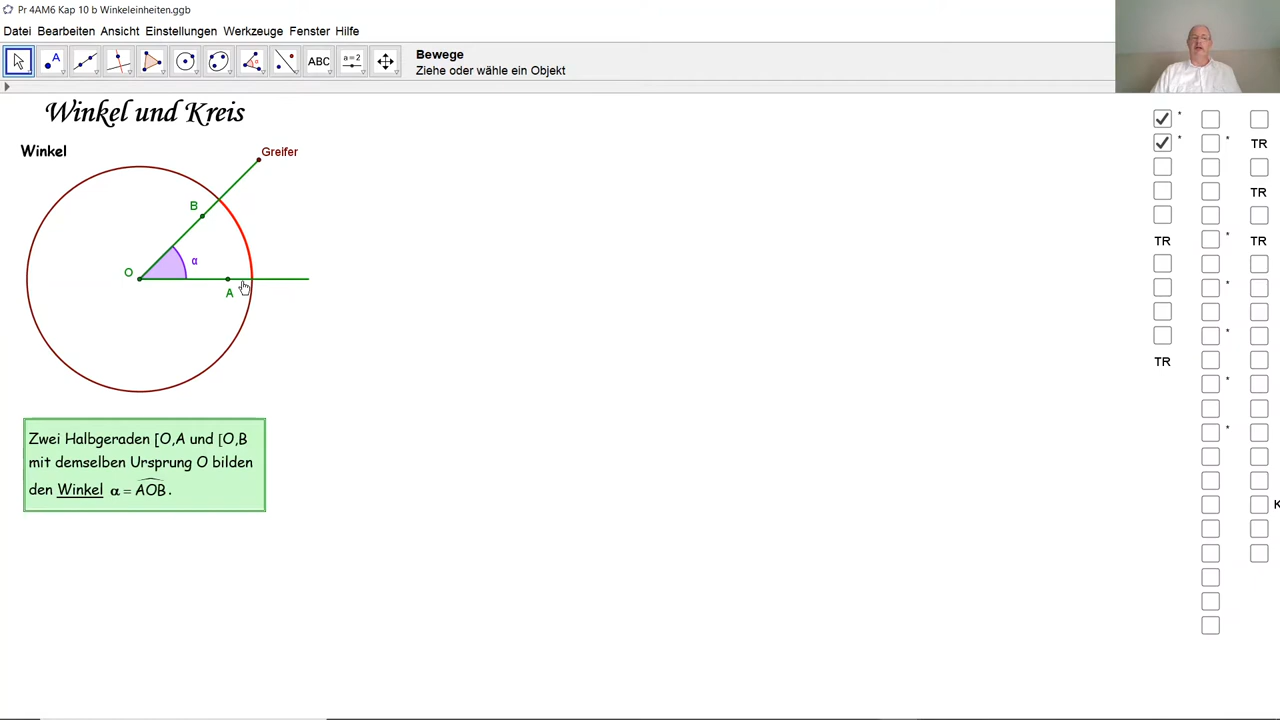 Pr 4AM6 Kap 10 b Winkeleinheiten.ggb
Datei Bearbeiten Ansicht Einstellungen Werkzeuge Fenster Hilfe
A
ABC
a=2
Bewege
Ziehe oder wähle ein Objekt
Winkel und Kreis
Winkel
Greifer
B
O
α
A
Zwei Halbgeraden [O,A und [O,B
mit demselben Ursprung O bilden
den Winkel α = AOB.
* *
* * TR
TR
TR * TR
*
*
TR
*
*
K